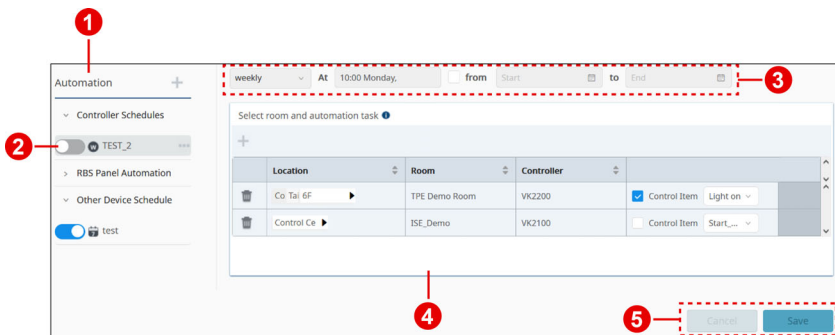 1
Automation
weekly At 10:00 Monday, from Start to End
3
Controller Schedules
Select room and automation task
2
W TEST_2
Location Room Controller
RBS Panel Automation
Co Tai 6F TPE Demo Room VK2200 Control Item Light on
Other Device Schedule
Control Ce ISE_Demo VK2100 Control Item Start_...
7 test
4
5
Cancel Save